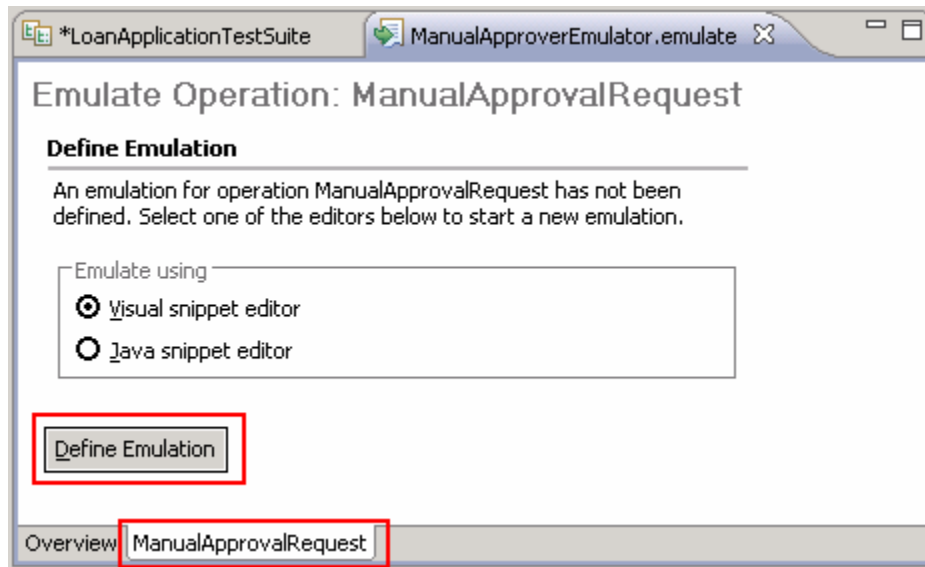 *LoanApplicationTestSuite ManualApproverEmulator.emulate
Emulate Operation: ManualApprovalRequest
Define Emulation
An emulation for operation ManualApprovalRequest has not been
defined. Select one of the editors below to start a new emulation.
Emulate using
Visual snippet editor
Java snippet editor
Define Emulation
Overview ManualApprovalRequest